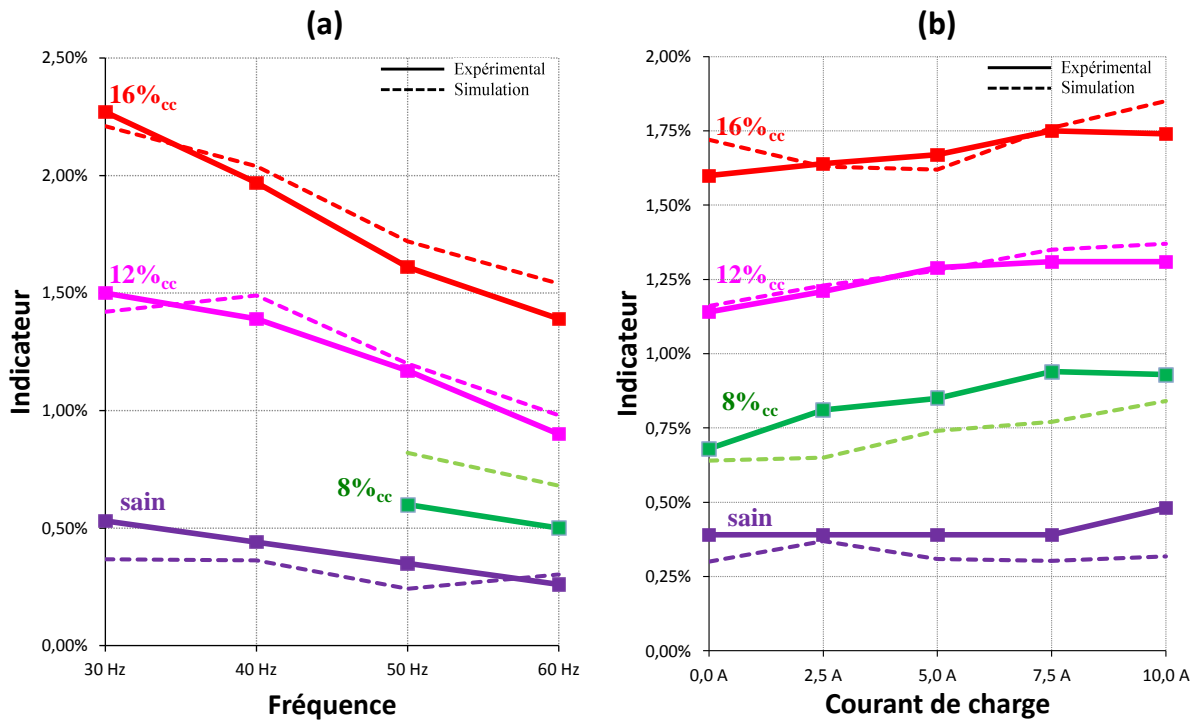 (a)
2,50%
2,00%
1,50%
1,00%
0,50%
0,00%
Indicateur
Expérimental
Simulation
16%cc
12%cc
8%cc
sain
30 Hz
40 Hz
50 Hz
60 Hz
Fréquence
(b)
2,00%
1,75%
1,50%
1,25%
1,00%
0,75%
0,50%
0,25%
0,00%
Indicateur
Expérimental
Simulation
16%cc
12%cc
8%cc
sain
0,0 A
2,5 A
5,0 A
7,5 A
10,0 A
Courant de charge